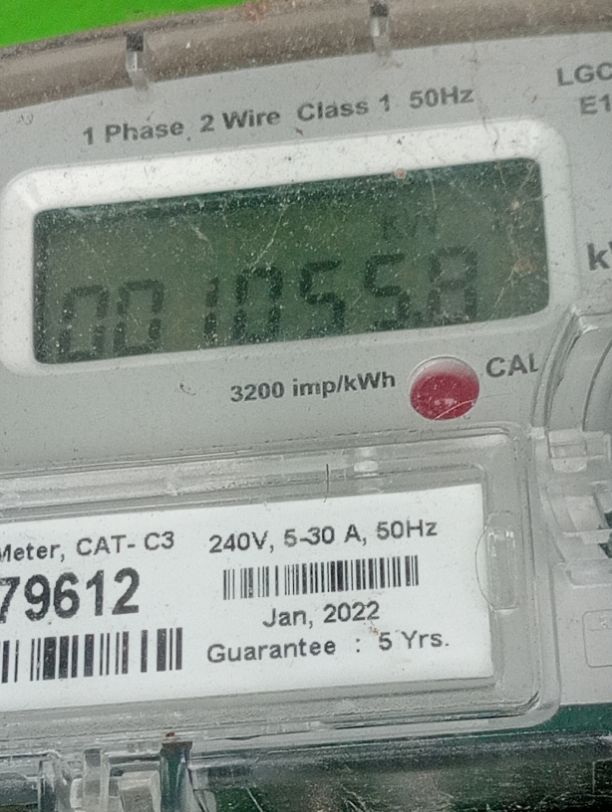 1 Phase 2 Wire Class 1 50Hz
LGC
E1
KW
001055.8
k
3200 imp/kWh
CAL
Meter, CAT- C3
240V, 5-30 A, 50Hz
79612
Jan, 2022
Guarantee : 5 Yrs.